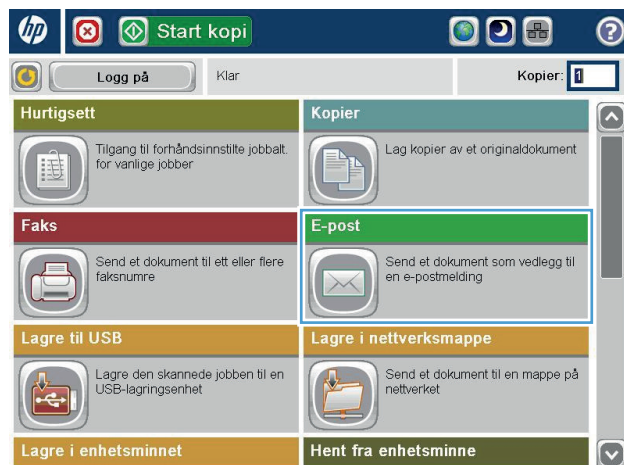 hp
Start kopi
?
Logg på
Klar
Kopier: 1
Hurtigsett
Tilgang til forhåndsinnstilte jobbalt.
for vanlige jobber
Kopier
Lag kopier av et originaldokument
Faks
Send et dokument til ett eller flere
faksnumre
E-post
Send et dokument som vedlegg til
en e-postmelding
Lagre til USB
Lagre den skannede jobben til en
USB-lagringsenhet
Lagre i nettverksmappe
Send et dokument til en mappe på
nettverket
Lagre i enhetsminnet
Hent fra enhetsminne